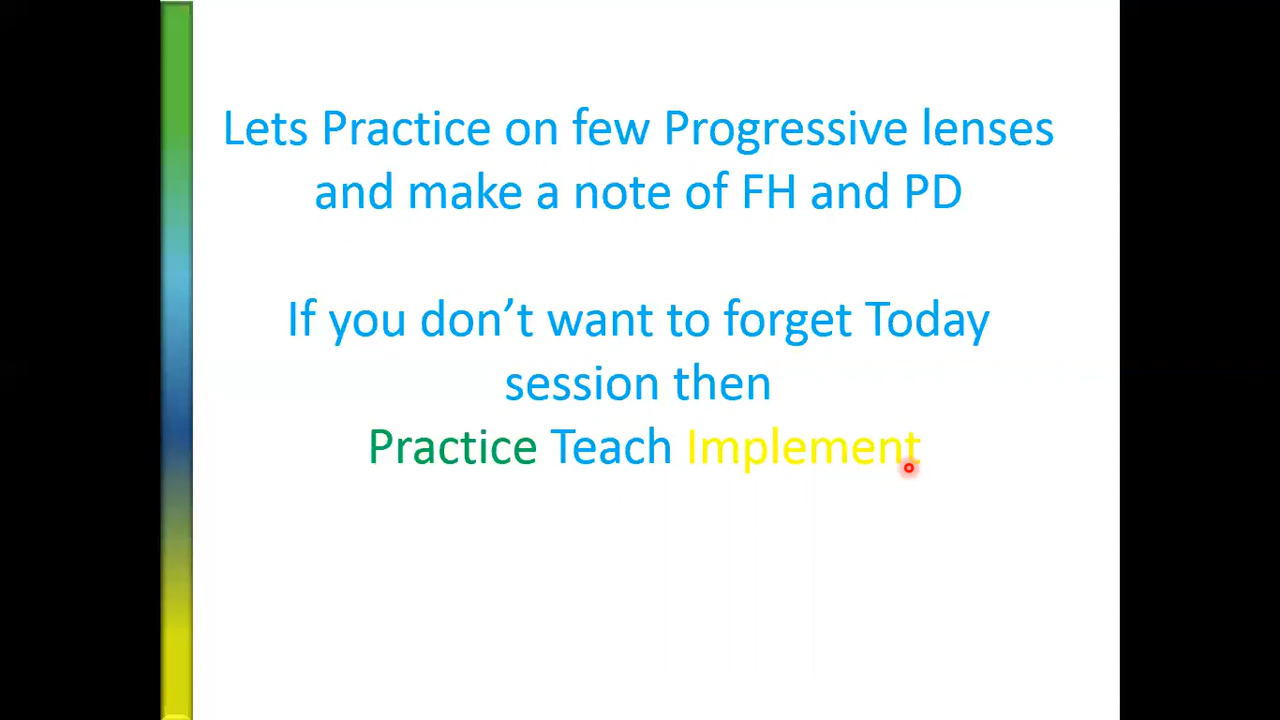 Lets Practice on few Progressive lenses
and make a note of FH and PD
If you don’t want to forget Today
session then
Practice Teach Implement